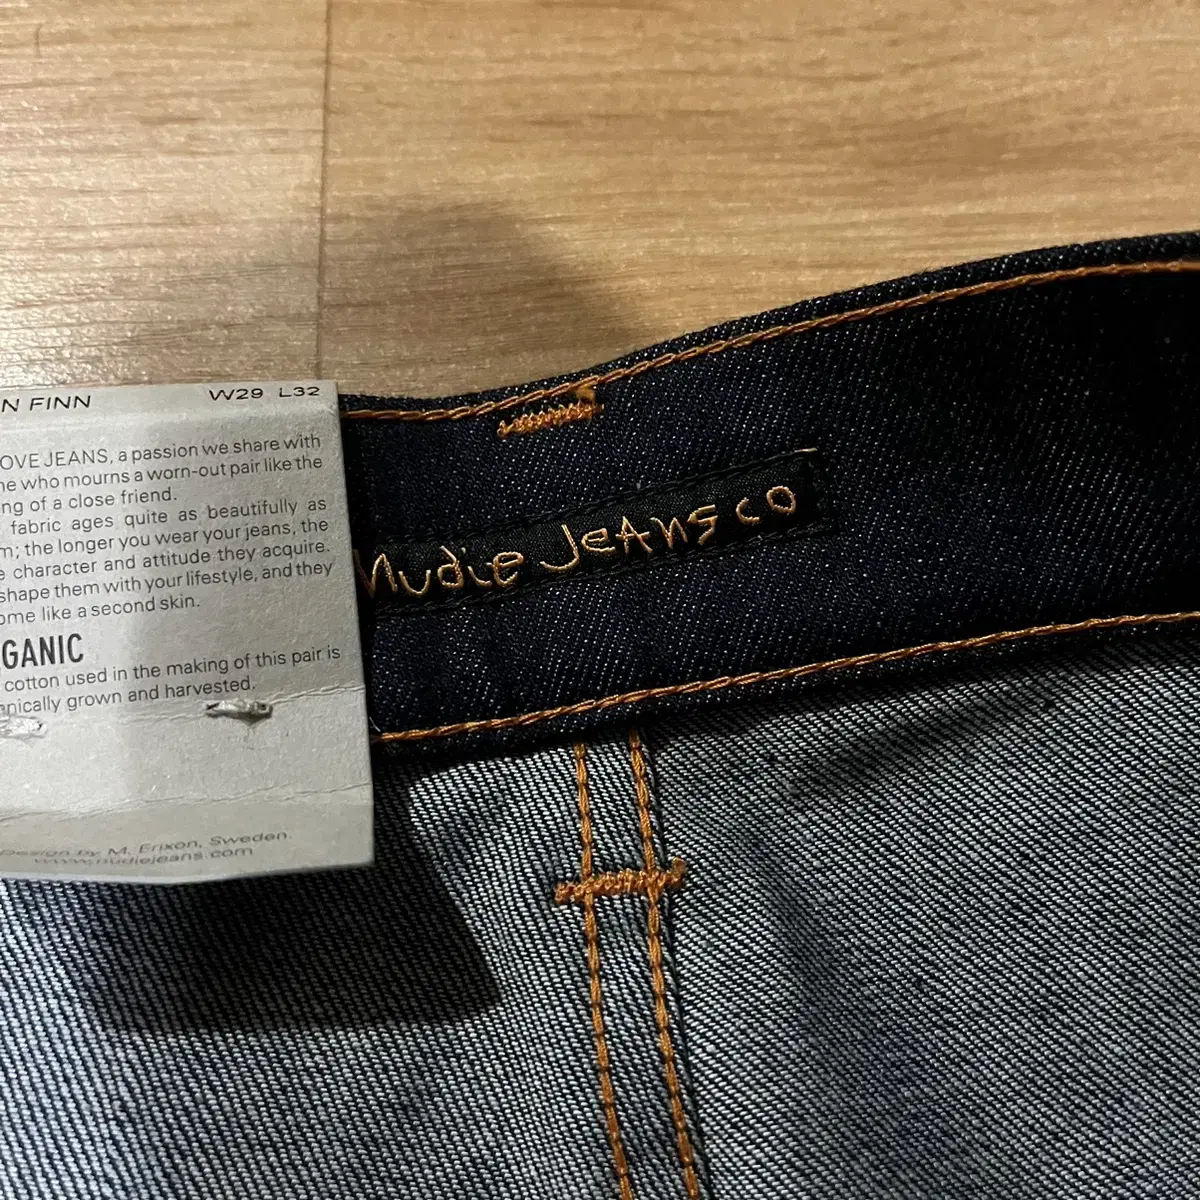 N FINN W29 L32
OVE JEANS, a passion we share with
ne who mourns a worn-out pair like the
ng of a close friend.
fabric ages quite as beautifully as
m; the longer you wear your jeans, the
e character and attitude they acquire.
shape them with your lifestyle, and they
ome like a second skin.
GANIC
cotton used in the making of this pair is
nically grown and harvested.
Design by M. Erixon, Sweden.
www.nudiejeans.com
Nudie Jeans co